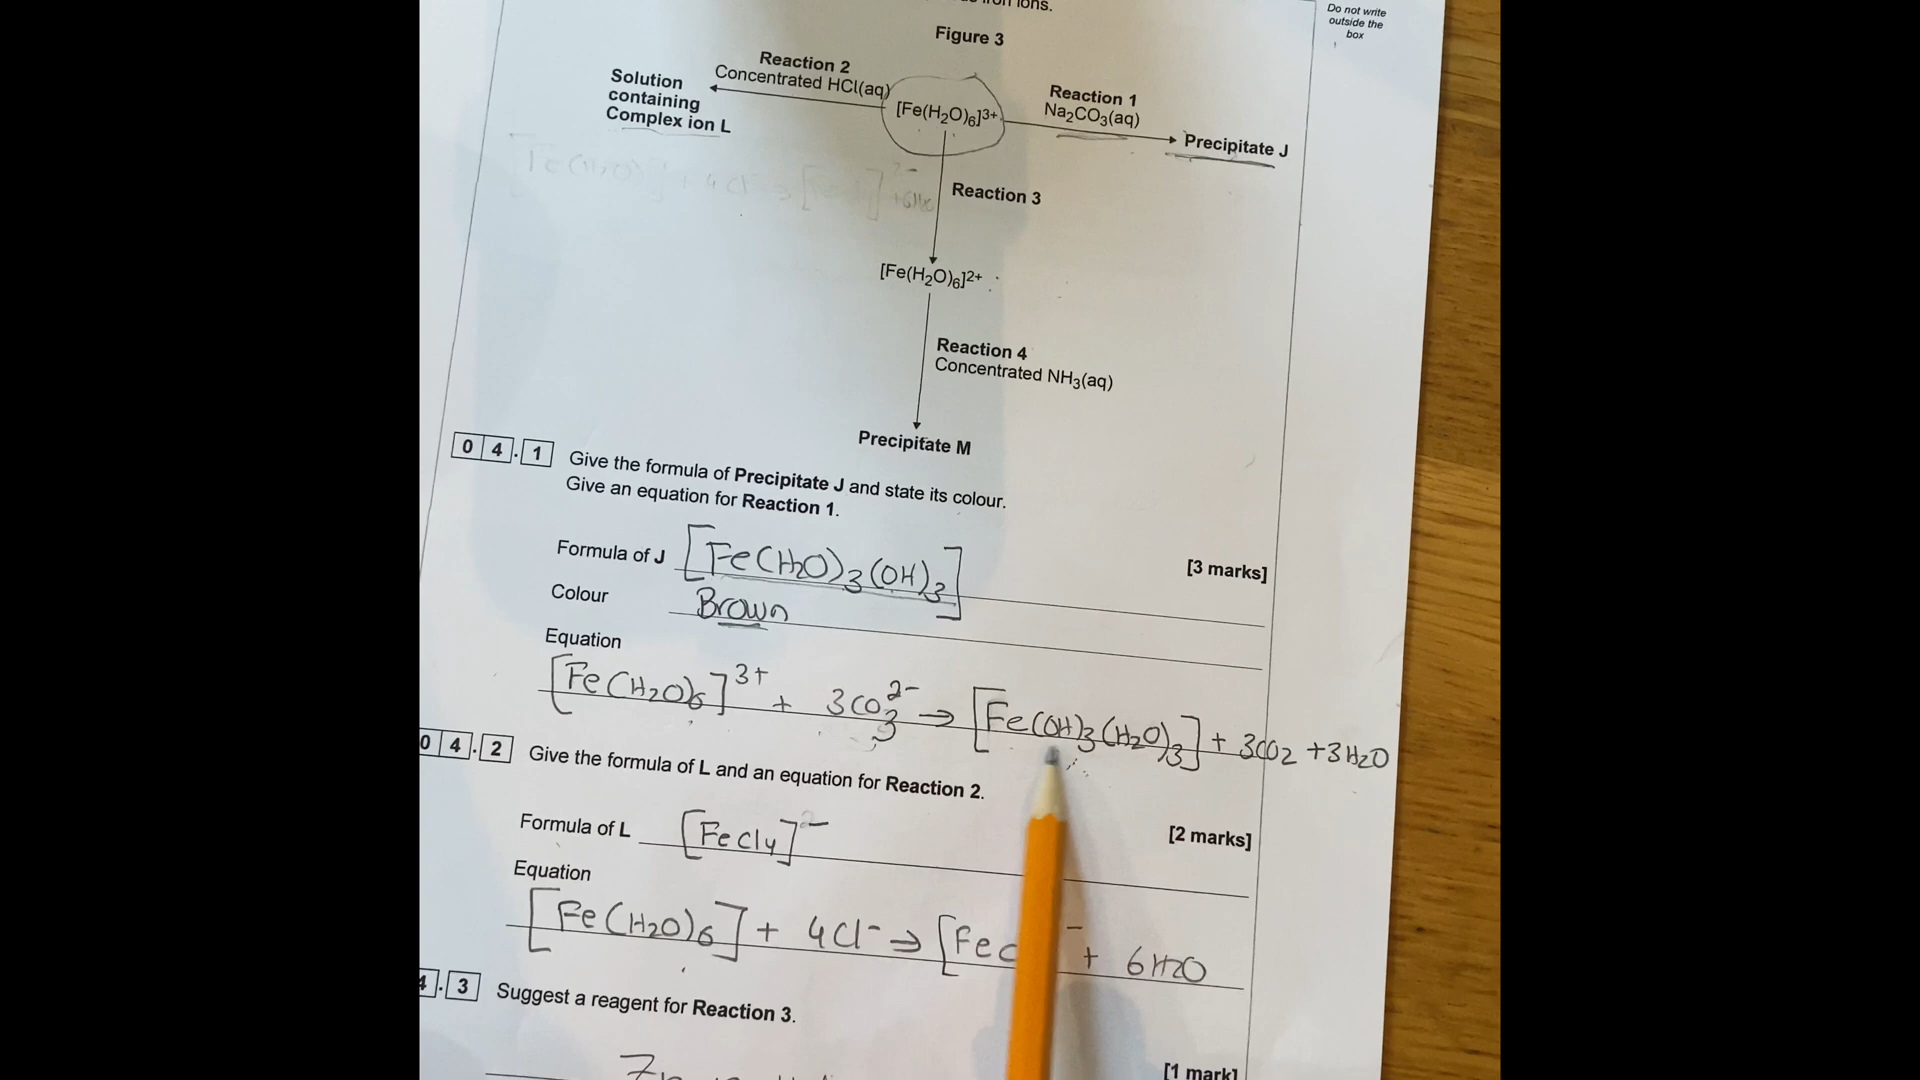 ions.
Do not write
outside the
box
Figure 3
Reaction 2
Concentrated HCl(aq)
Solution
containing
Complex ion L
[Fe(H2O)6]3+
Reaction 1
Na2CO3(aq)
Precipitate J
+ 4Cl
Reaction 3
[Fe(H2O)6]2+
Reaction 4
Concentrated NH3(aq)
Precipitate M
0 4 . 1 Give the formula of Precipitate J and state its colour.
Give an equation for Reaction 1.
[3 marks]
Formula of J [Fe(H2O)3(OH)3]
Colour Brown
Equation
[Fe(H2O)6]3+ + 3CO32- → [Fe(OH)3(H2O)3] + 3CO2 + 3H2O
0 4 . 2 Give the formula of L and an equation for Reaction 2.
[2 marks]
Formula of L [FeCl4]-
Equation
[Fe(H2O)6] + 4Cl- → [FeC - + 6H2O
4 . 3 Suggest a reagent for Reaction 3.
[1 mark]
Zn